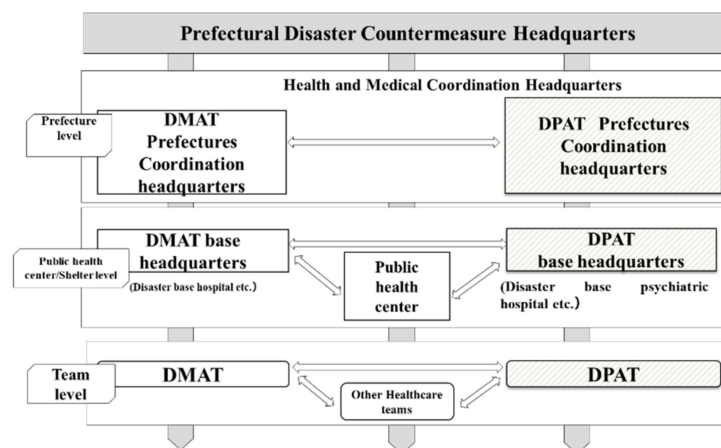 Prefectural Disaster Countermeasure Headquarters
Health and Medical Coordination Headquarters
Prefecture
level
DMAT
Prefectures
Coordination
headquarters
DPAT Prefectures
Coordination
headquarters
Public health
center/Shelter level
DMAT base
headquarters
(Disaster base hospital etc.)
Public
health
center
DPAT
base headquarters
(Disaster base psychiatric
hospital etc.)
Team
level
DMAT
Other Healthcare
teams
DPAT